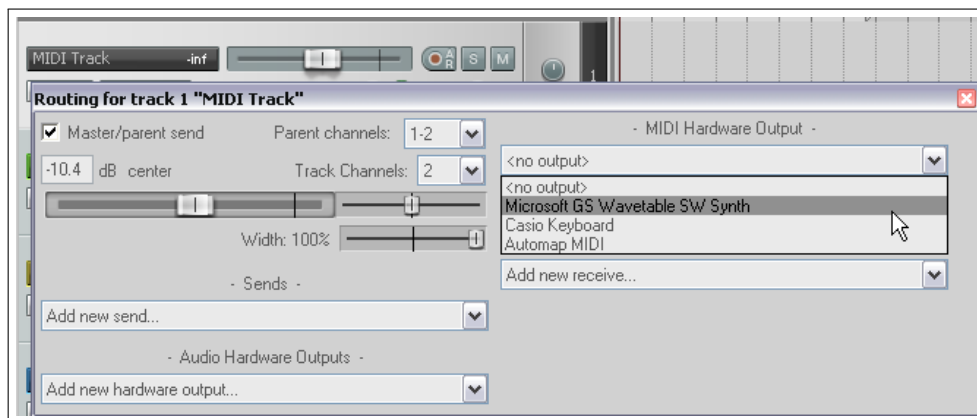 MIDI Track -inf A R S M 1
Routing for track 1 "MIDI Track"
Master/parent send Parent channels: 1-2
-10.4 dB center Track Channels: 2
Width: 100%
- Sends -
Add new send...
- Audio Hardware Outputs -
Add new hardware output...
- MIDI Hardware Output -
<no output>
<no output>
Microsoft GS Wavetable SW Synth
Casio Keyboard
Automap MIDI
Add new receive...